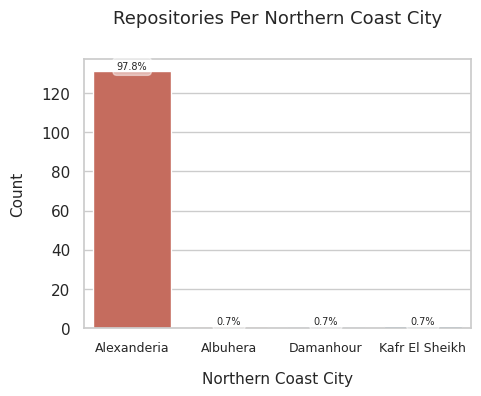 Repositories Per Northern Coast City
97.8%
0.7%
0.7%
0.7%
120
100
80
60
40
20
0
Count
Alexanderia
Albuhera
Damanhour
Kafr El Sheikh
Northern Coast City